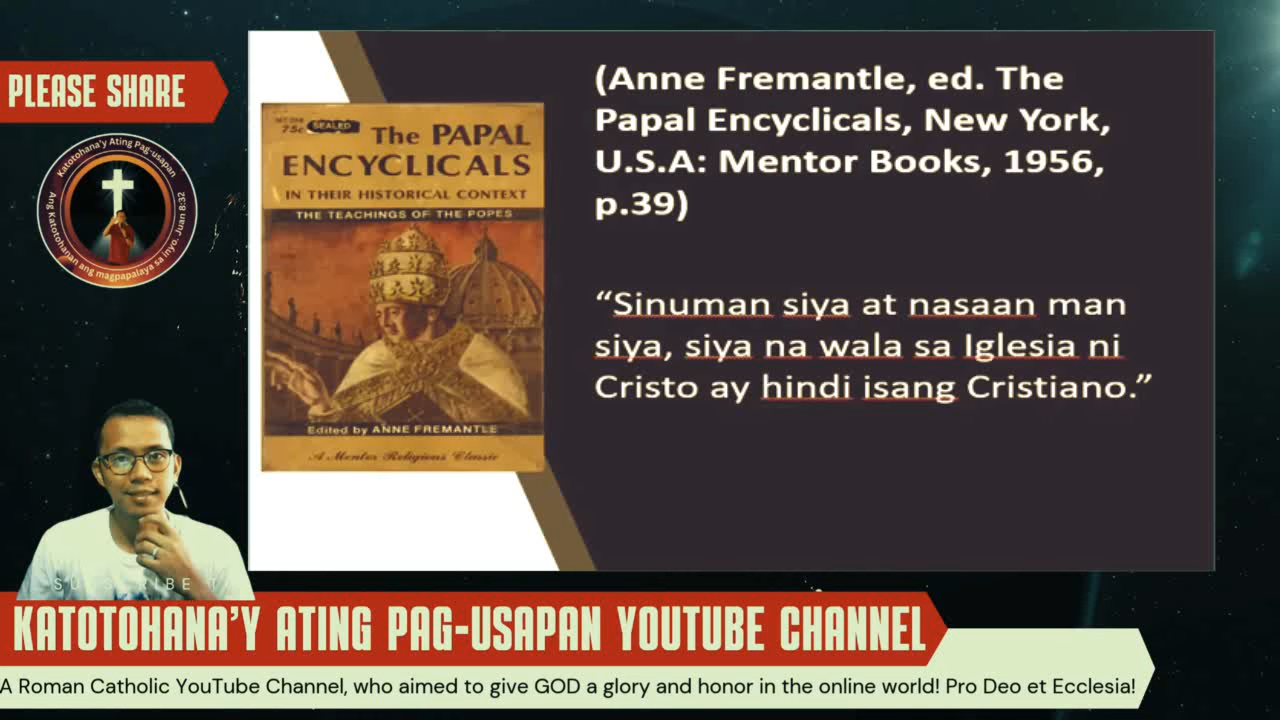 PLEASE SHARE
Katotohana'y Ating Pag-usapan
Ang Katotohanan ang magpapalaya sa inyo. Juan 8:32
75c SEALED
The PAPAL
ENCYCLICALS
IN THEIR HISTORICAL CONTEXT
THE TEACHINGS OF THE POPES
Edited by ANNE FREMANTLE
A Mentor Religious Classic
(Anne Fremantle, ed. The
Papal Encyclicals, New York,
U.S.A: Mentor Books, 1956,
p.39)
“Sinuman siya at nasaan man
siya, siya na wala sa Iglesia ni
Cristo ay hindi isang Cristiano.”
KATOTOHANA'Y ATING PAG-USAPAN YOUTUBE CHANNEL
A Roman Catholic YouTube Channel, who aimed to give GOD a glory and honor in the online world! Pro Deo et Ecclesia!